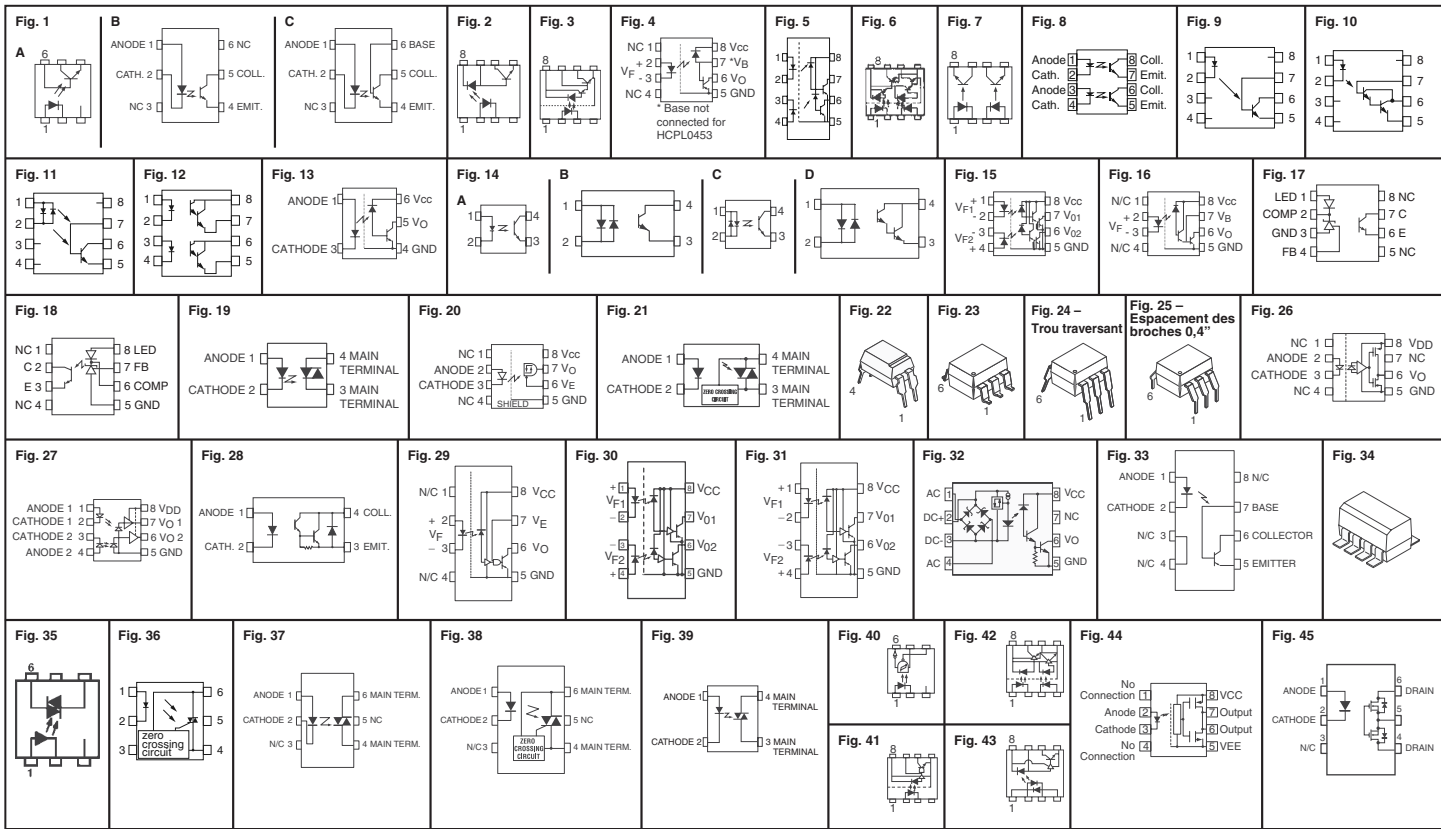 Fig. 1
A
6
1
B
ANODE 1
CATH. 2
NC 3
6 NC
5 COLL.
4 EMIT.
C
ANODE 1
CATH. 2
NC 3
6 BASE
5 COLL.
4 EMIT.
Fig. 2
8
1
Fig. 3
8
1
Fig. 4
NC 1
+ 2
VF
- 3
NC 4
8 Vcc
7 *VB
6 VO
5 GND
* Base not
connected for
HCPL0453
Fig. 5
1
2
3
4
8
7
6
5
Fig. 6
8
1
Fig. 7
8
1
Fig. 8
Anode 1
Cath. 2
Anode 3
Cath. 4
8 Coll.
7 Emit.
6 Coll.
5 Emit.
Fig. 9
1
2
3
4
8
7
6
5
Fig. 10
1
2
3
4
8
7
6
5
Fig. 11
1
2
3
4
8
7
6
5
Fig. 12
1
2
3
4
8
7
6
5
Fig. 13
ANODE 1
CATHODE 3
6 Vcc
5 VO
4 GND
Fig. 14
A
1
2
4
3
B
1
2
4
3
C
1
2
4
3
D
1
2
4
3
Fig. 15
+ 1
VF1
- 2
- 3
VF2
+ 4
8 Vcc
7 V01
6 V02
5 GND
Fig. 16
N/C 1
+ 2
VF
- 3
N/C 4
8 Vcc
7 VB
6 VO
5 GND
Fig. 17
LED 1
COMP 2
GND 3
FB 4
8 NC
7 C
6 E
5 NC
Fig. 18
NC 1
C 2
E 3
NC 4
8 LED
7 FB
6 COMP
5 GND
Fig. 19
ANODE 1
CATHODE 2
4 MAIN
TERMINAL
3 MAIN
TERMINAL
Fig. 20
NC 1
ANODE 2
CATHODE 3
NC 4
SHIELD
8 Vcc
7 VO
6 VE
5 GND
Fig. 21
ANODE 1
CATHODE 2
ZERO CROSSING
CIRCUIT
4 MAIN
TERMINAL
3 MAIN
TERMINAL
Fig. 22
4
1
Fig. 23
6
1
Fig. 24 –
Trou traversant
6
1
Fig. 25 –
Espacement des
broches 0,4”
6
1
Fig. 26
NC 1
ANODE 2
CATHODE 3
NC 4
8 VDD
7 NC
6 VO
5 GND
Fig. 27
ANODE 1 1
CATHODE 1 2
CATHODE 2 3
ANODE 2 4
8 VDD
7 VO 1
6 VO 2
5 GND
Fig. 28
ANODE 1
CATH. 2
4 COLL.
3 EMIT.
Fig. 29
N/C 1
+ 2
VF
− 3
N/C 4
8 VCC
7 VE
6 VO
5 GND
Fig. 30
+ 1
VF1
− 2
− 3
VF2
+ 4
8 VCC
7 V01
6 V02
5 GND
Fig. 31
+ 1
VF1
− 2
− 3
VF2
+ 4
8 VCC
7 V01
6 V02
5 GND
Fig. 32
AC 1
DC+ 2
DC- 3
AC 4
8 VCC
7 NC
6 VO
5 GND
Fig. 33
ANODE 1
CATHODE 2
N/C 3
N/C 4
8 N/C
7 BASE
6 COLLECTOR
5 EMITTER
Fig. 34
Fig. 35
6
1
Fig. 36
1
2
3
zero
crossing
circuit
6
5
4
Fig. 37
ANODE 1
CATHODE 2
N/C 3
6 MAIN TERM.
5 NC
4 MAIN TERM.
Fig. 38
ANODE 1
CATHODE 2
N/C 3
ZERO
CROSSING
CIRCUIT
6 MAIN TERM.
5 NC
4 MAIN TERM.
Fig. 39
ANODE 1
CATHODE 2
4 MAIN
TERMINAL
3 MAIN
TERMINAL
Fig. 40
6
1
Fig. 41
8
1
Fig. 42
8
1
Fig. 43
8
1
Fig. 44
No
Connection 1
Anode 2
Cathode 3
No
Connection 4
8 VCC
7 Output
6 Output
5 VEE
Fig. 45
ANODE 1
CATHODE 2
N/C 3
6 DRAIN
5
4 DRAIN